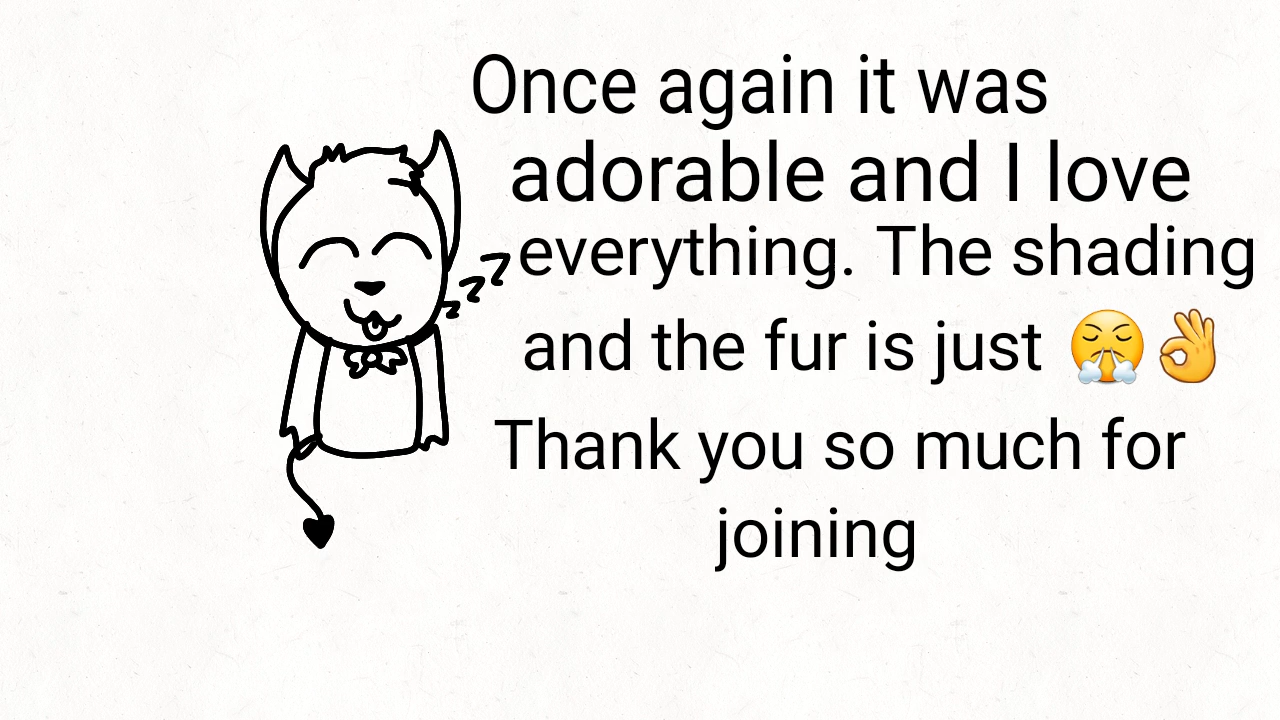 Once again it was
adorable and I love
everything. The shading
and the fur is just 😤👌
Thank you so much for
joining